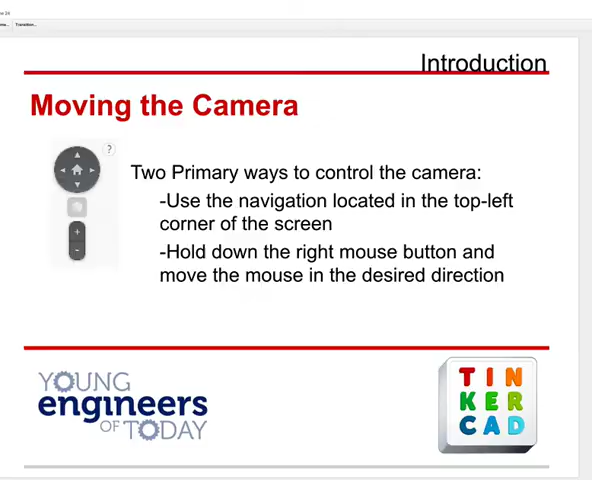 Transition...
Introduction
Moving the Camera
?
Two Primary ways to control the camera:
-Use the navigation located in the top-left
corner of the screen
-Hold down the right mouse button and
move the mouse in the desired direction
+
-
YOUNG
engineers
OF TODAY
TIN
KER
CAD